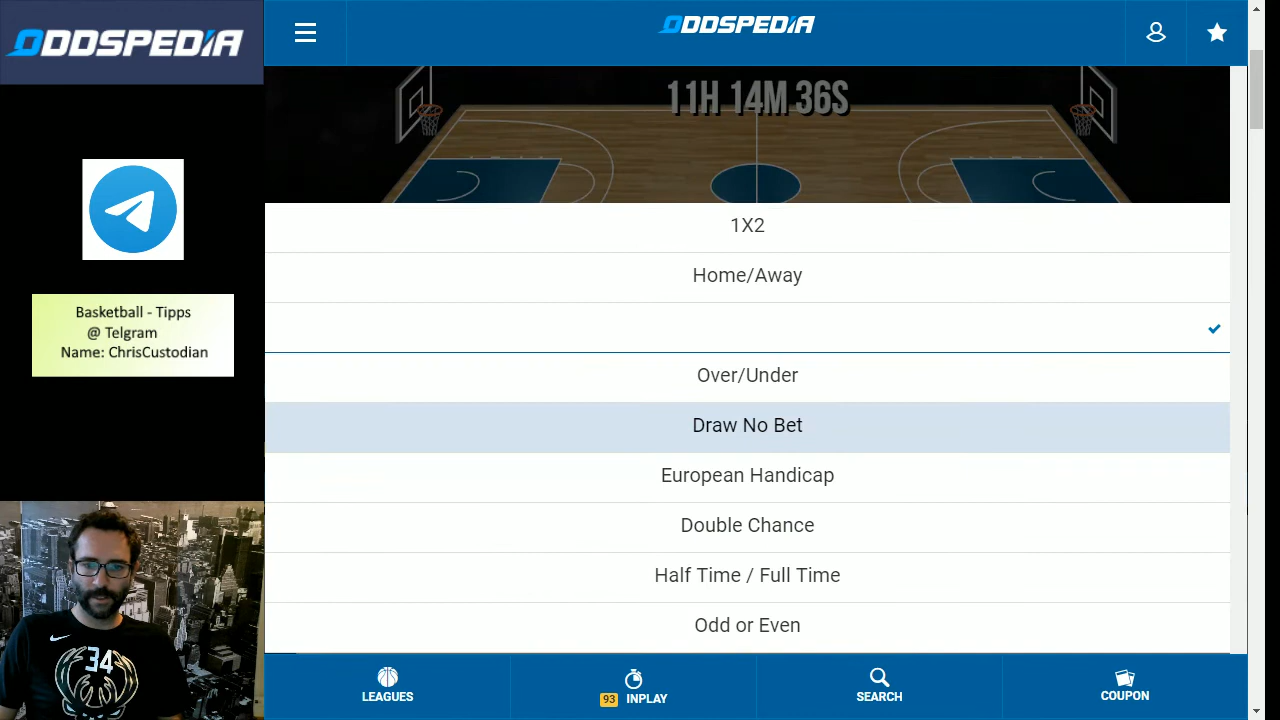 ODDSPEDIA
ODDSPEDIA
11H 14M 36S
1X2
Home/Away
Over/Under
Draw No Bet
European Handicap
Double Chance
Half Time / Full Time
Odd or Even
LEAGUES
93 INPLAY
SEARCH
COUPON
Basketball - Tipps
@ Telgram
Name: ChrisCustodian
34